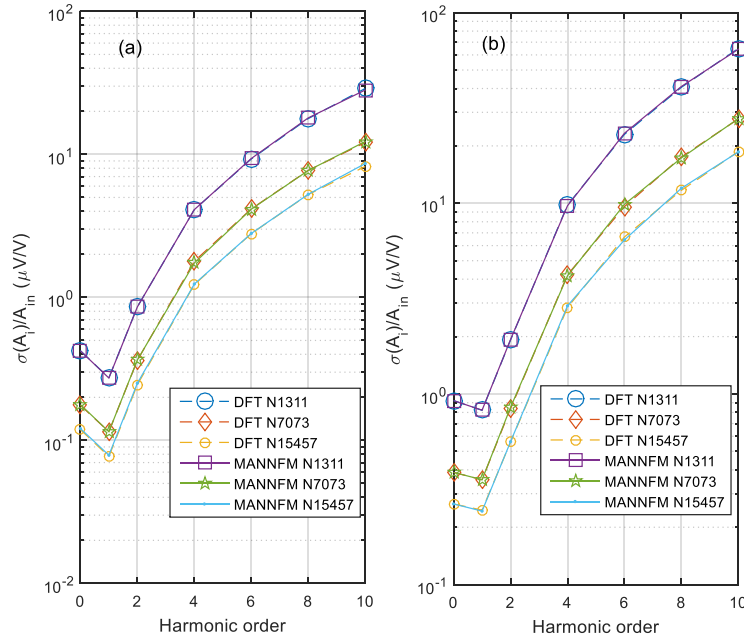 (a)
10^2
10^1
10^0
10^-1
10^-2
σ(A_i)/A_in (μV/V)
0 2 4 6 8 10
Harmonic order
DFT N1311
DFT N7073
DFT N15457
MANNFM N1311
MANNFM N7073
MANNFM N15457
(b)
10^2
10^1
10^0
10^-1
σ(A_i)/A_in (μV/V)
0 2 4 6 8 10
Harmonic order
DFT N1311
DFT N7073
DFT N15457
MANNFM N1311
MANNFM N7073
MANNFM N15457